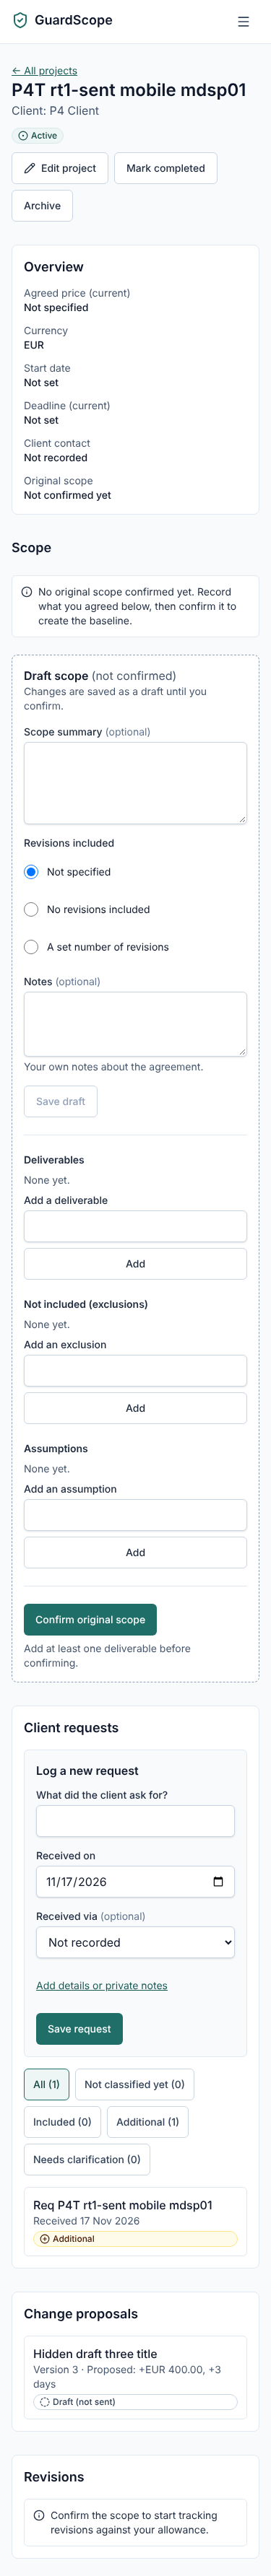 GuardScope
← All projects
P4T rt1-sent mobile mdsp01
Client: P4 Client
Active
Edit project
Mark completed
Archive
Overview
Agreed price (current)
Not specified
Currency
EUR
Start date
Not set
Deadline (current)
Not set
Client contact
Not recorded
Original scope
Not confirmed yet
Scope
No original scope confirmed yet. Record
what you agreed below, then confirm it to
create the baseline.
Draft scope (not confirmed)
Changes are saved as a draft until you
confirm.
Scope summary (optional)
Revisions included
Not specified
No revisions included
A set number of revisions
Notes (optional)
Your own notes about the agreement.
Save draft
Deliverables
None yet.
Add a deliverable
Add
Not included (exclusions)
None yet.
Add an exclusion
Add
Assumptions
None yet.
Add an assumption
Add
Confirm original scope
Add at least one deliverable before
confirming.
Client requests
Log a new request
What did the client ask for?
Received on
11/17/2026
Received via (optional)
Not recorded
Add details or private notes
Save request
All (1)
Not classified yet (0)
Included (0)
Additional (1)
Needs clarification (0)
Req P4T rt1-sent mobile mdsp01
Received 17 Nov 2026
Additional
Change proposals
Hidden draft three title
Version 3 · Proposed: +EUR 400.00, +3
days
Draft (not sent)
Revisions
Confirm the scope to start tracking
revisions against your allowance.